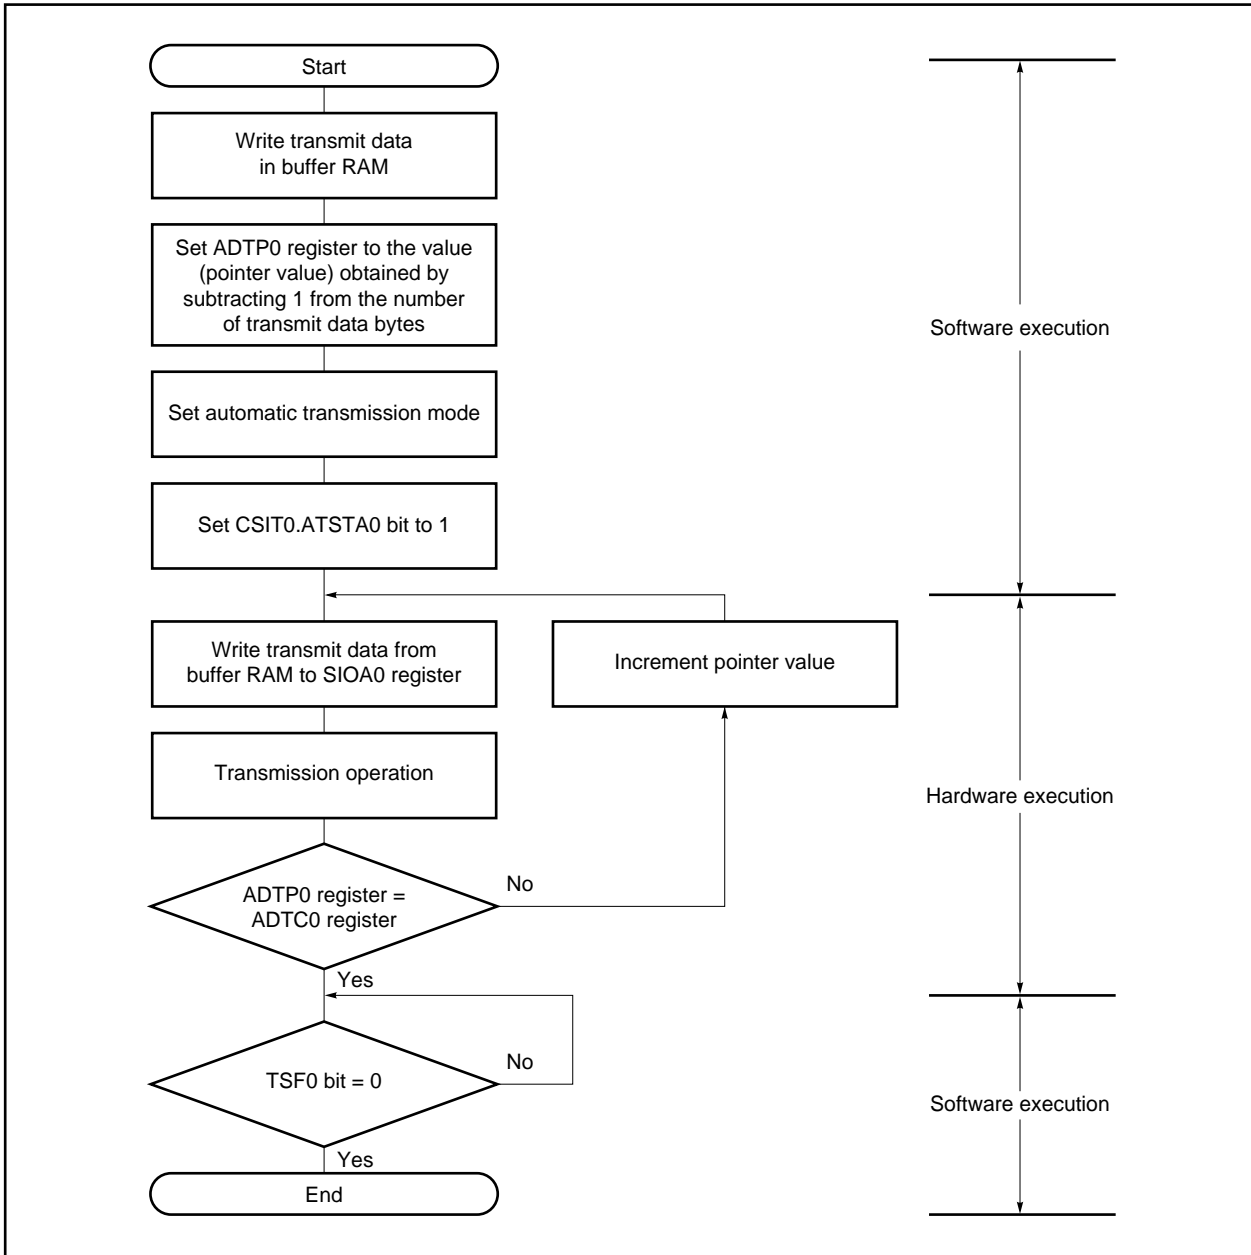 Start
Write transmit data
in buffer RAM
Set ADTP0 register to the value
(pointer value) obtained by
subtracting 1 from the number
of transmit data bytes
Software execution
Set automatic transmission mode
Set CSIT0.ATSTA0 bit to 1
Write transmit data from
buffer RAM to SIOA0 register
Increment pointer value
Transmission operation
Hardware execution
No
ADTP0 register =
ADTC0 register
Yes
No
TSF0 bit = 0
Software execution
Yes
End